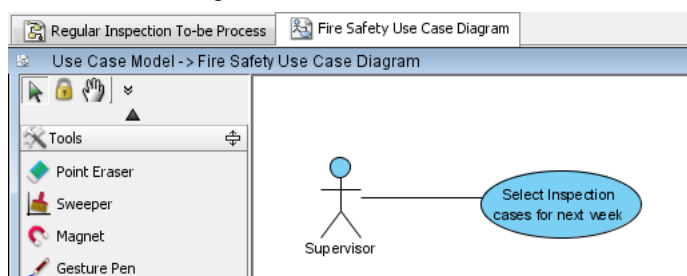 Regular Inspection To-be Process
Fire Safety Use Case Diagram
Use Case Model -> Fire Safety Use Case Diagram
Tools
Point Eraser
Sweeper
Magnet
Gesture Pen
Select Inspection
cases for next week
Supervisor